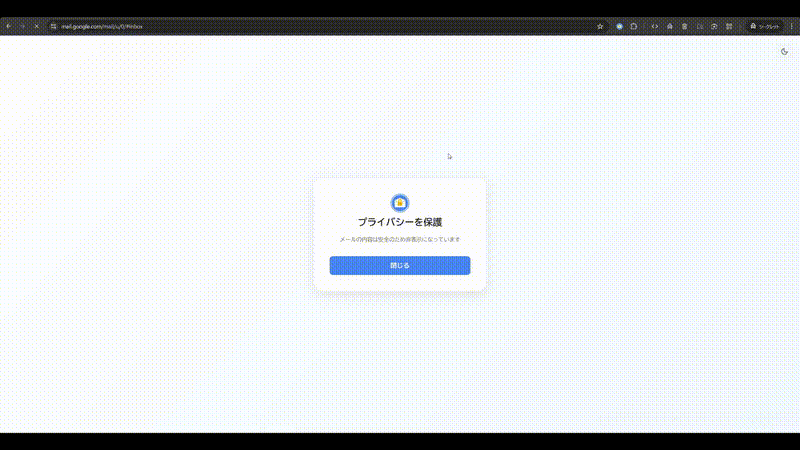 mail.google.com/mail/u/0/#inbox
シークレット
プライバシーを保護
メールの内容は安全のため非表示になっています
閉じる